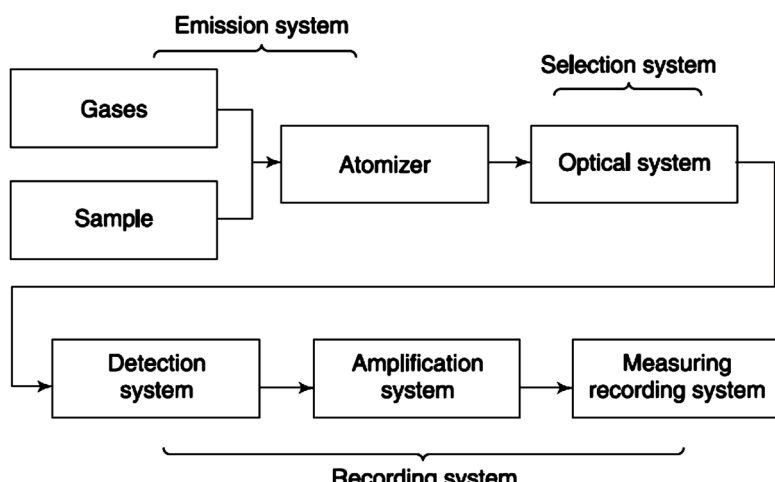 Emission system
Selection system
Gases
Atomizer
Optical system
Sample
Detection
system
Amplification
system
Measuring
recording system
Recording system